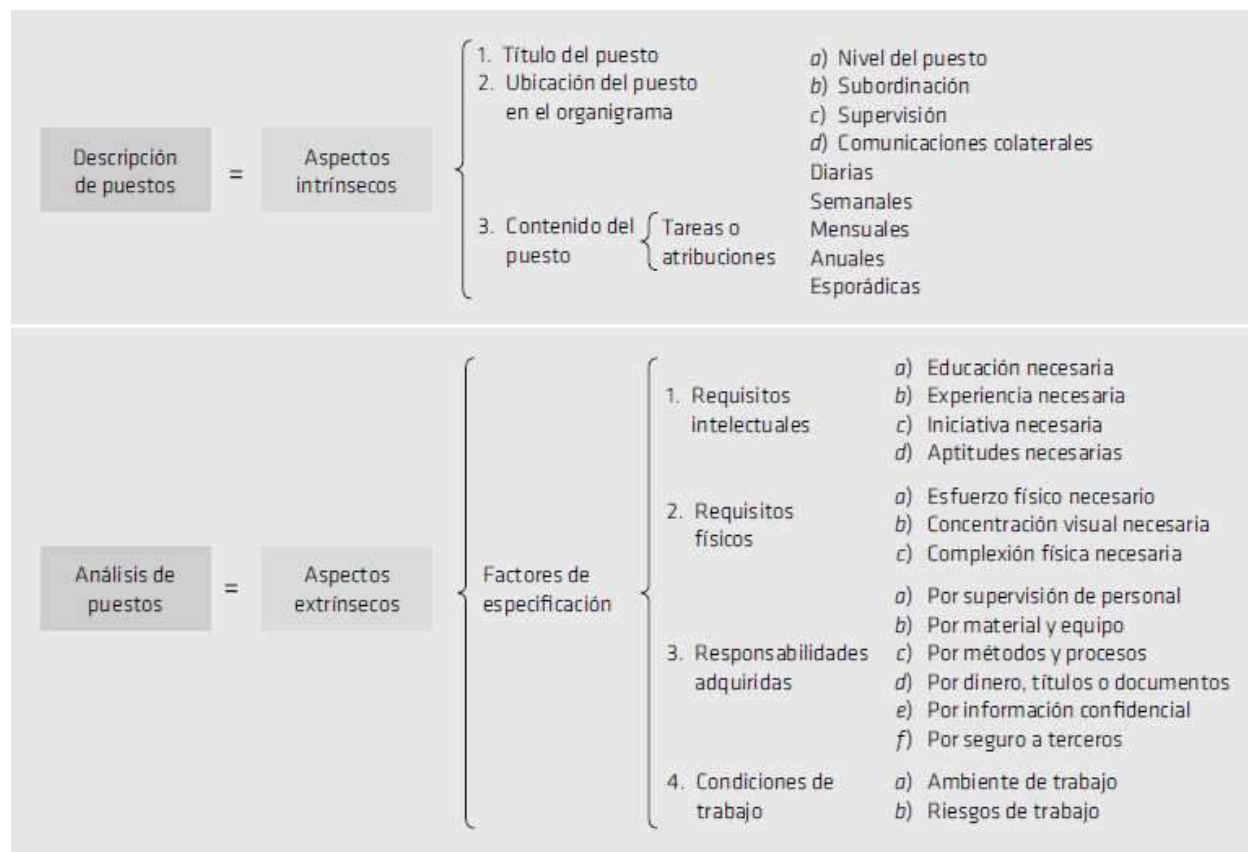 Descripción
de puestos
=
Aspectos
intrínsecos
1. Título del puesto
2. Ubicación del puesto
en el organigrama
a) Nivel del puesto
b) Subordinación
c) Supervisión
d) Comunicaciones colaterales
3. Contenido del
puesto
Tareas o
atribuciones
Diarias
Semanales
Mensuales
Anuales
Esporádicas
Análisis de
puestos
=
Aspectos
extrínsecos
Factores de
especificación
1. Requisitos
intelectuales
a) Educación necesaria
b) Experiencia necesaria
c) Iniciativa necesaria
d) Aptitudes necesarias
2. Requisitos
físicos
a) Esfuerzo físico necesario
b) Concentración visual necesaria
c) Complexión física necesaria
3. Responsabilidades
adquiridas
a) Por supervisión de personal
b) Por material y equipo
c) Por métodos y procesos
d) Por dinero, títulos o documentos
e) Por información confidencial
f) Por seguro a terceros
4. Condiciones de
trabajo
a) Ambiente de trabajo
b) Riesgos de trabajo